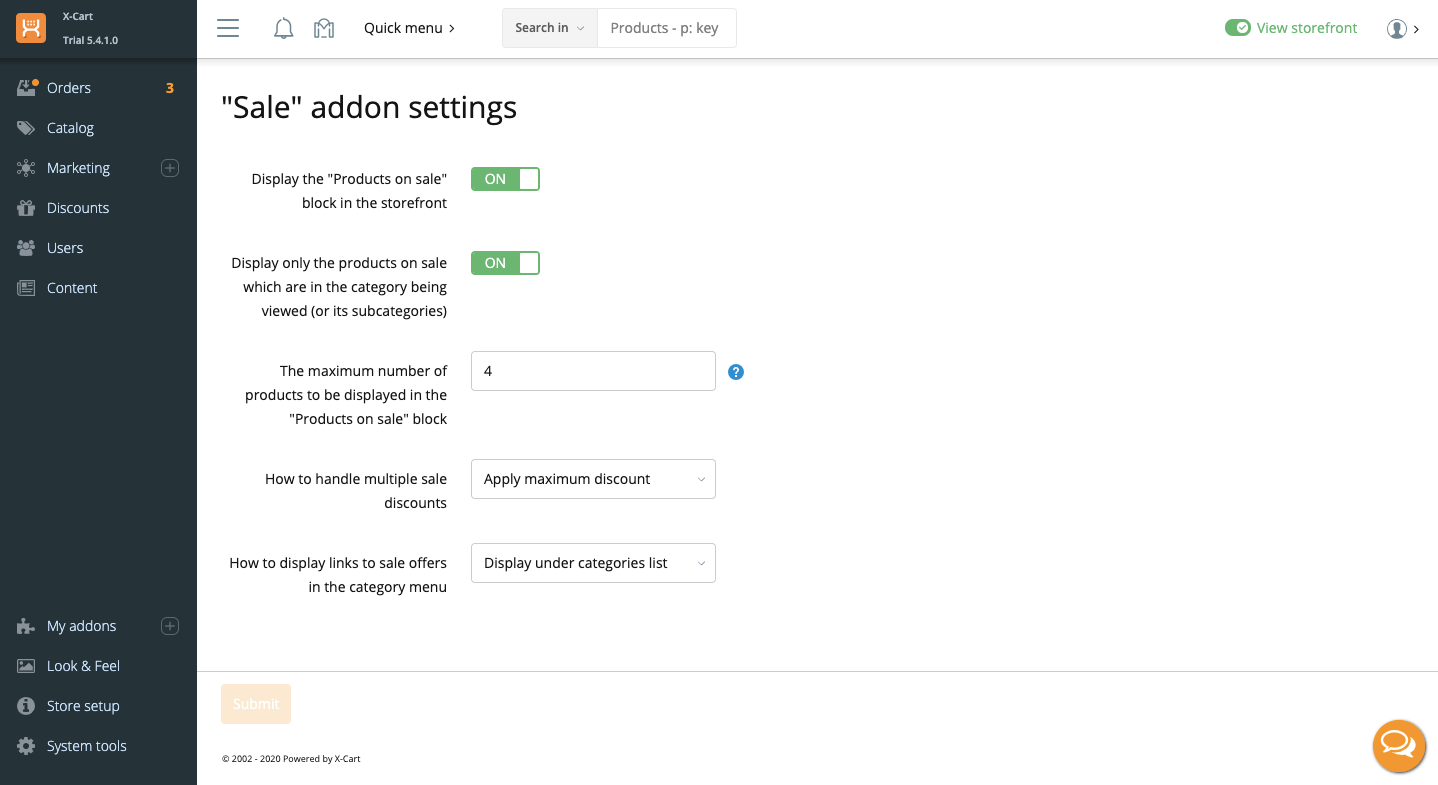 X-Cart
Trial 5.4.1.0
Quick menu
Search in
Products - p: key
View storefront
Orders 3
Catalog
Marketing
Discounts
Users
Content
My addons
Look & Feel
Store setup
System tools
"Sale" addon settings
Display the "Products on sale"
block in the storefront
ON
Display only the products on sale
which are in the category being
viewed (or its subcategories)
ON
The maximum number of
products to be displayed in the
"Products on sale" block
4
?
How to handle multiple sale
discounts
Apply maximum discount
How to display links to sale offers
in the category menu
Display under categories list
Submit
© 2002 - 2020 Powered by X-Cart